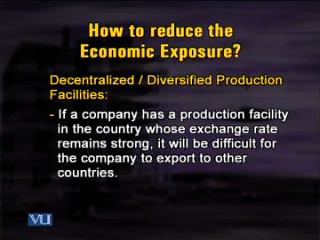 How to reduce the
Economic Exposure?
Decentralized / Diversified Production
Facilities:
- If a company has a production facility
in the country whose exchange rate
remains strong, it will be difficult for
the company to export to other
countries.
VU